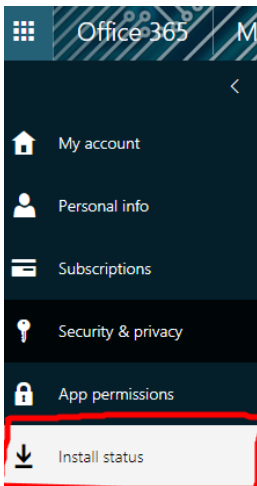 Office 365
M
My account
Personal info
Subscriptions
Security & privacy
App permissions
Install status